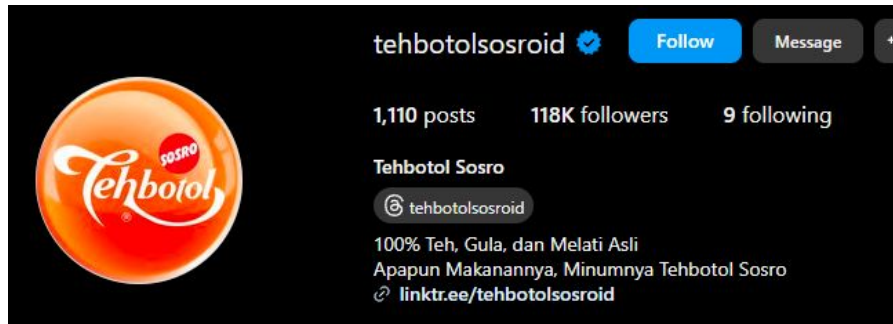 tehbotolsosroid Follow Message
1,110 posts 118K followers 9 following
SOSRO
Tehbotol
®
Tehbotol Sosro
tehbotolsosroid
100% Teh, Gula, dan Melati Asli
Apapun Makanannya, Minumnya Tehbotol Sosro
linktr.ee/tehbotolsosroid